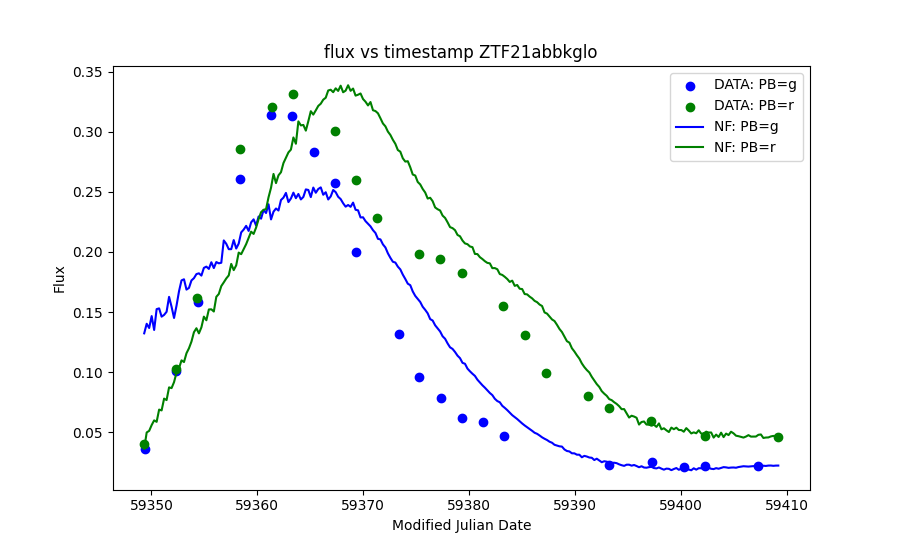 flux vs timestamp ZTF21abbkglo
DATA: PB=g
DATA: PB=r
NF: PB=g
NF: PB=r
0.35
0.30
0.25
0.20
0.15
0.10
0.05
Flux
59350 59360 59370 59380 59390 59400 59410
Modified Julian Date